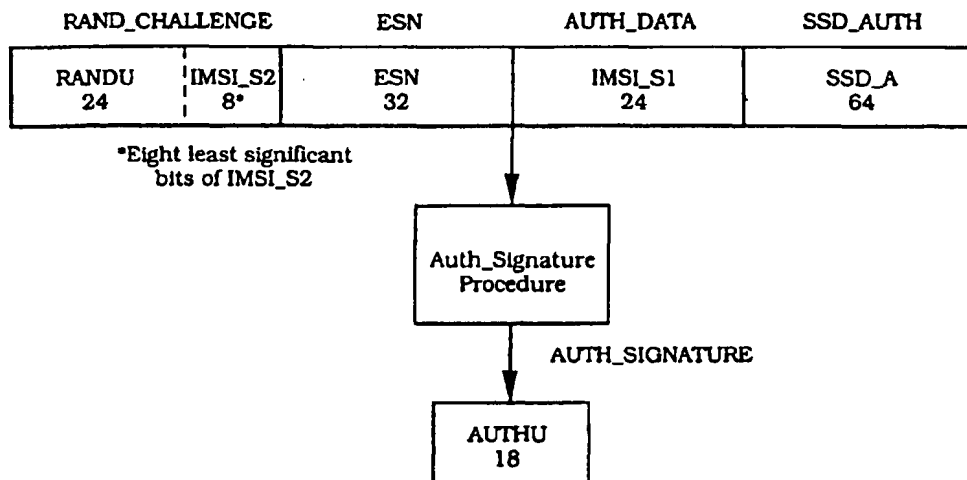 RAND_CHALLENGE ESN AUTH_DATA SSD_AUTH
RANDU IMSI_S2 ESN IMSI_S1 SSD_A
24 8* 32 24 64
*Eight least significant
bits of IMSI_S2
Auth_Signature
Procedure
AUTH_SIGNATURE
AUTHU
18